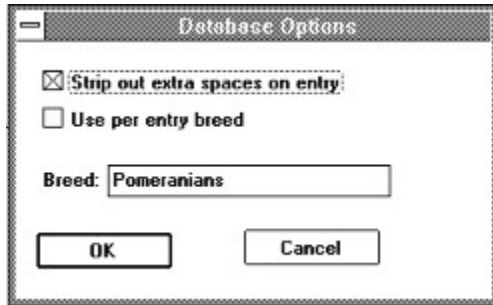 Database Options
Strip out extra spaces on entry
Use per entry breed
Breed: Pomeranians
OK Cancel